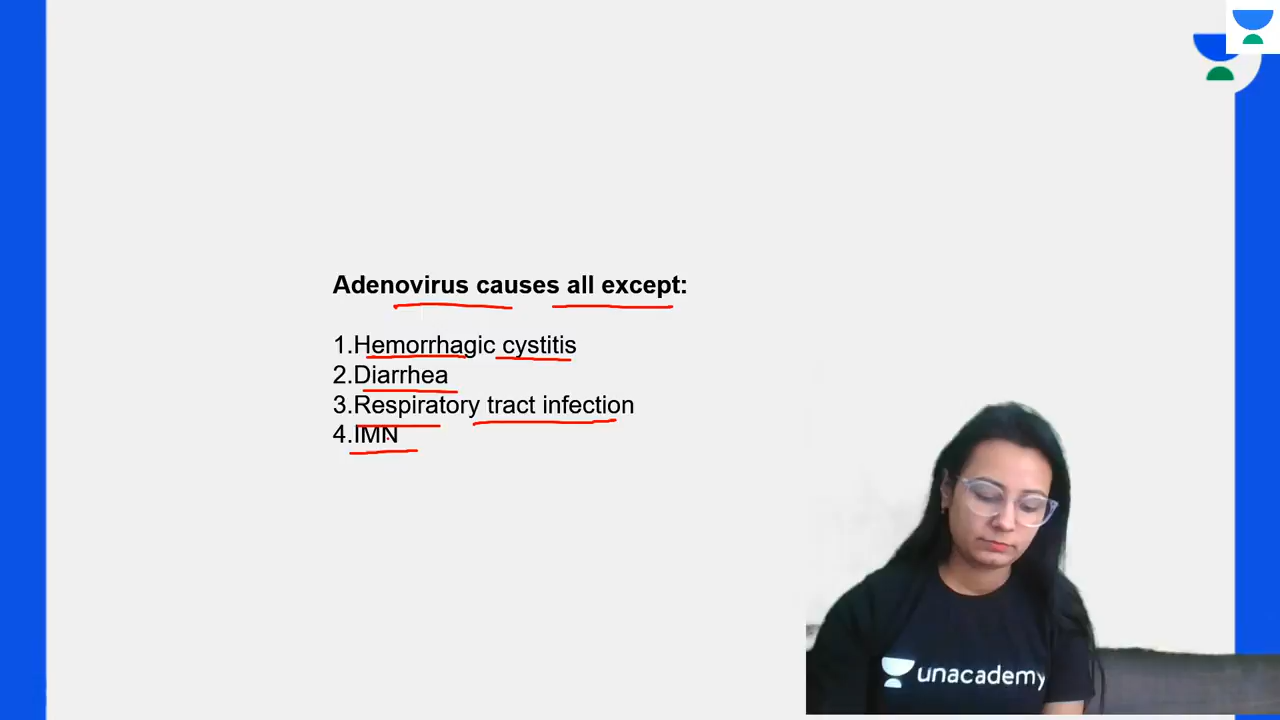 Adenovirus causes all except:
1.Hemorrhagic cystitis
2.Diarrhea
3.Respiratory tract infection
4.IMN
unacademy